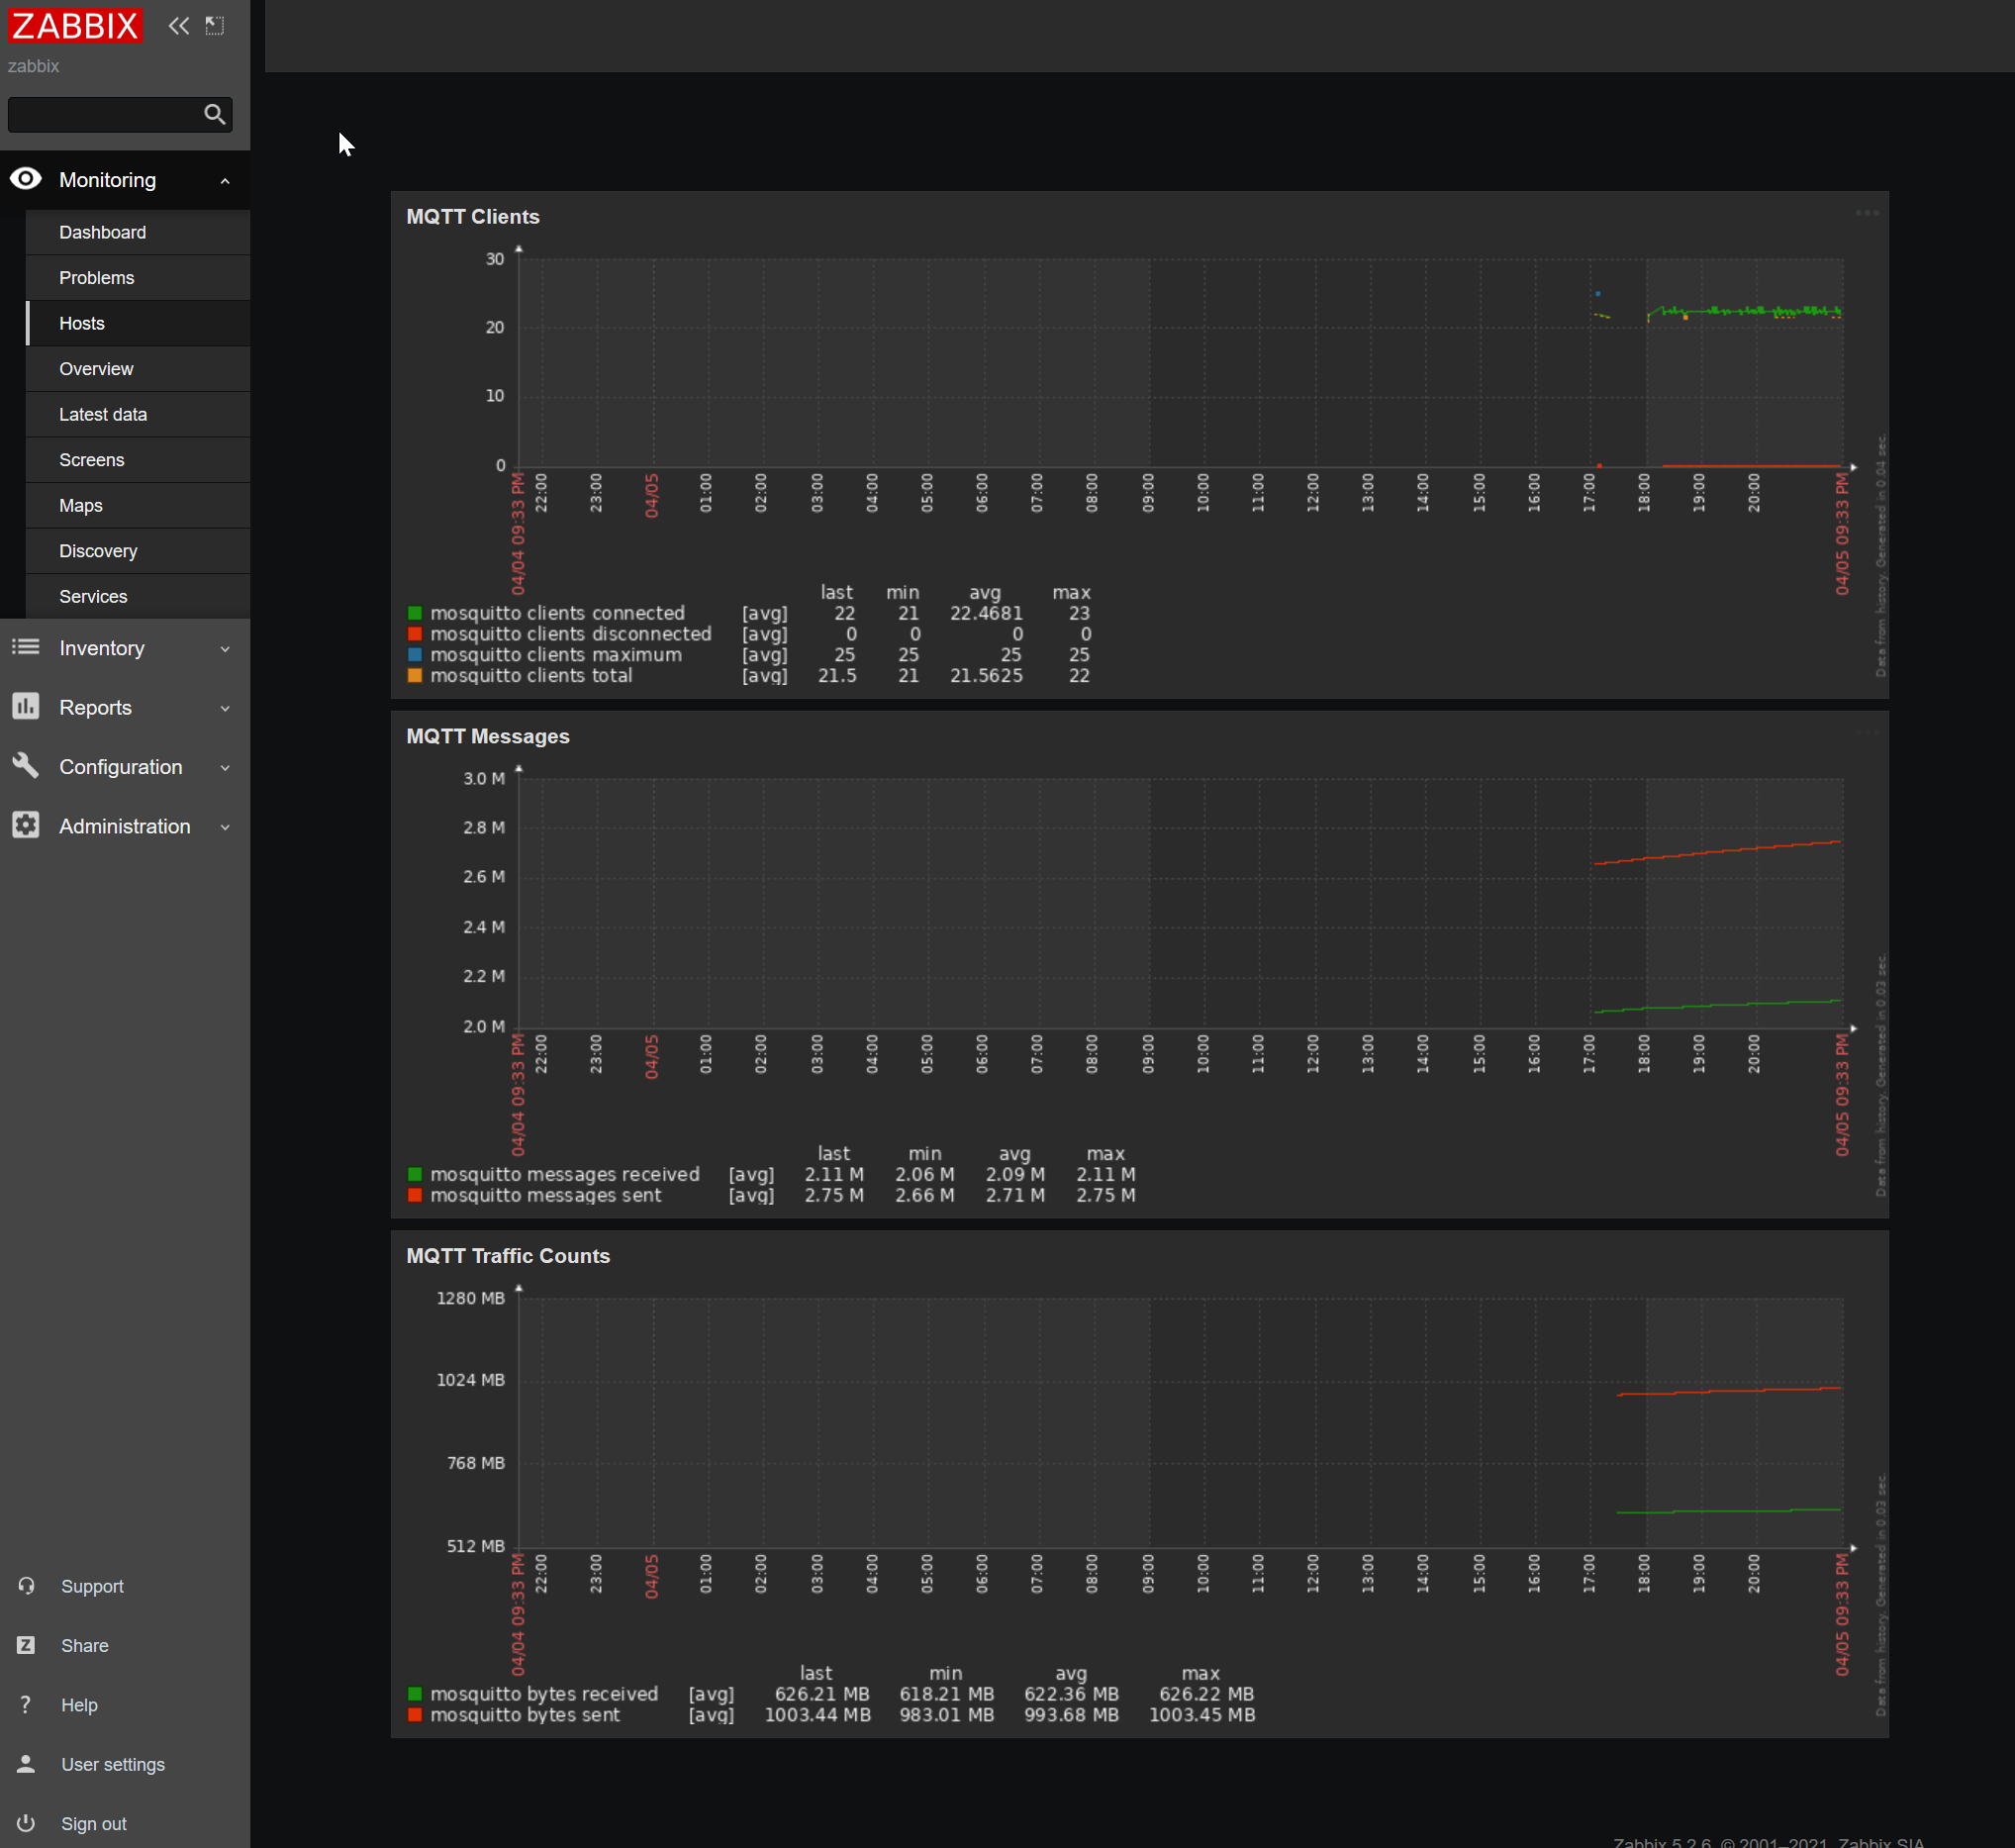 ZABBIX
zabbix
Monitoring
Dashboard
Problems
Hosts
Overview
Latest data
Screens
Maps
Discovery
Services
Inventory
Reports
Configuration
Administration
Support
Z Share
? Help
User settings
Sign out
MQTT Clients
30
20
10
0
04/04 09:33 PM 22:00 23:00 04/05 01:00 02:00 03:00 04:00 05:00 06:00 07:00 08:00 09:00 10:00 11:00 12:00 13:00 14:00 15:00 16:00 17:00 18:00 19:00 20:00 04/05 09:33 PM
Data from history. Generated in 0.04 sec.
last min avg max
mosquitto clients connected [avg] 22 21 22.4681 23
mosquitto clients disconnected [avg] 0 0 0 0
mosquitto clients maximum [avg] 25 25 25 25
mosquitto clients total [avg] 21.5 21 21.5625 22
MQTT Messages
3.0 M
2.8 M
2.6 M
2.4 M
2.2 M
2.0 M
04/04 09:33 PM 22:00 23:00 04/05 01:00 02:00 03:00 04:00 05:00 06:00 07:00 08:00 09:00 10:00 11:00 12:00 13:00 14:00 15:00 16:00 17:00 18:00 19:00 20:00 04/05 09:33 PM
Data from history. Generated in 0.03 sec.
last min avg max
mosquitto messages received [avg] 2.11 M 2.06 M 2.09 M 2.11 M
mosquitto messages sent [avg] 2.75 M 2.66 M 2.71 M 2.75 M
MQTT Traffic Counts
1280 MB
1024 MB
768 MB
512 MB
04/04 09:33 PM 22:00 23:00 04/05 01:00 02:00 03:00 04:00 05:00 06:00 07:00 08:00 09:00 10:00 11:00 12:00 13:00 14:00 15:00 16:00 17:00 18:00 19:00 20:00 04/05 09:33 PM
Data from history. Generated in 0.03 sec.
last min avg max
mosquitto bytes received [avg] 626.21 MB 618.21 MB 622.36 MB 626.22 MB
mosquitto bytes sent [avg] 1003.44 MB 983.01 MB 993.68 MB 1003.45 MB
Zabbix 5.2.6. © 2001–2021, Zabbix SIA